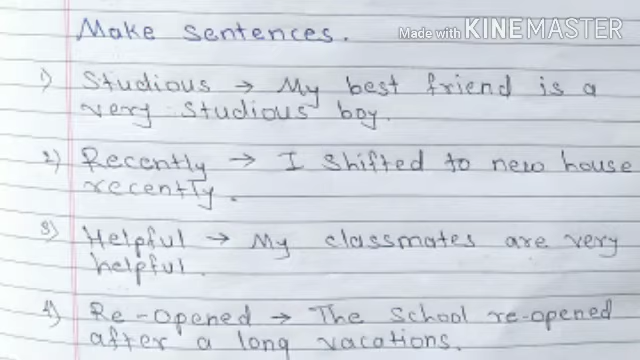 Make sentences.
Made with KINEMASTER
1) Studious → My best friend is a
very studious boy.
2) Recently → I shifted to new house
recently.
3) Helpful → My classmates are very
helpful.
4) Re-opened → The school re-opened
after a long vacations.